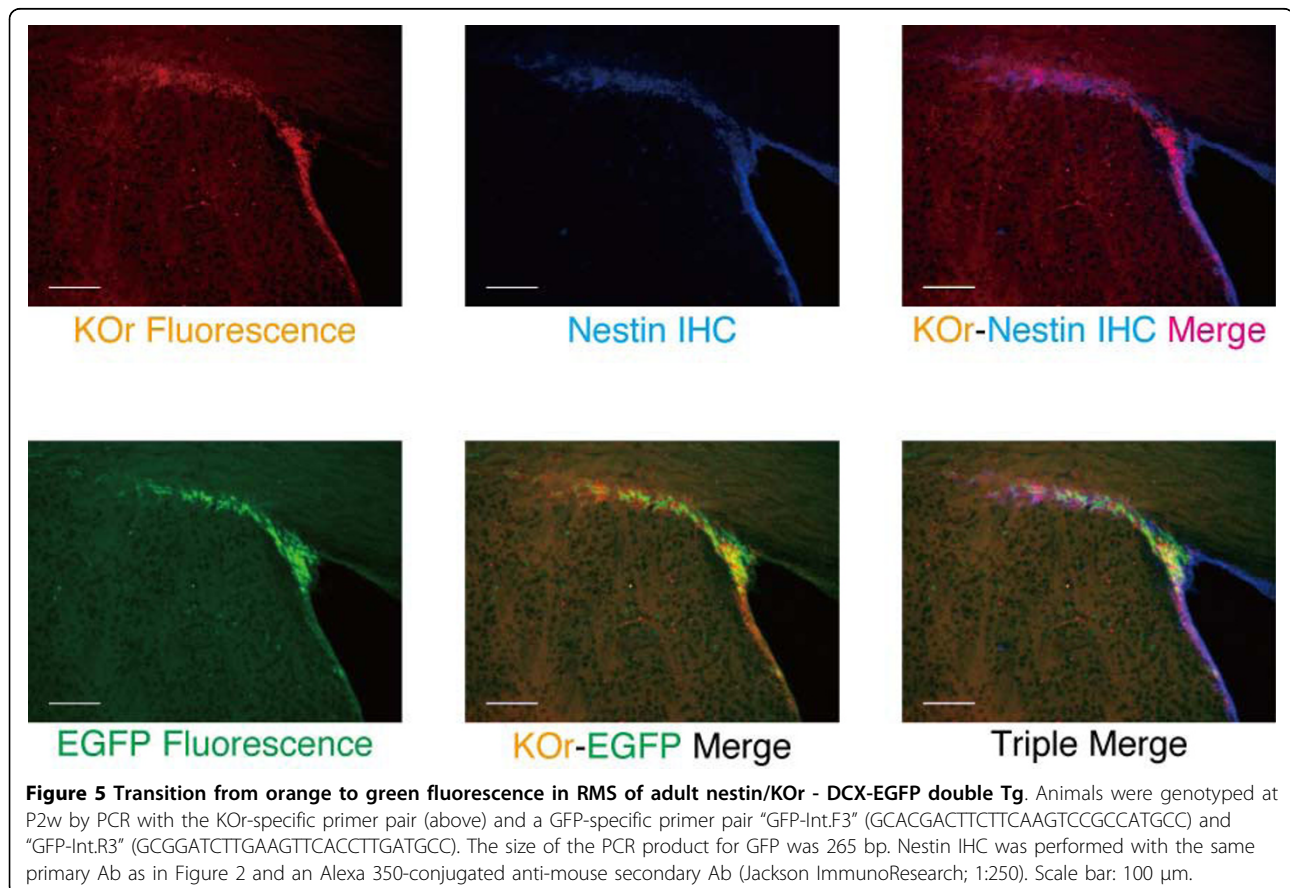 KOr Fluorescence
Nestin IHC
KOr-Nestin IHC Merge
EGFP Fluorescence
KOr-EGFP Merge
Triple Merge
Figure 5 Transition from orange to green fluorescence in RMS of adult nestin/KOr - DCX-EGFP double Tg. Animals were genotyped at
P2w by PCR with the KOr-specific primer pair (above) and a GFP-specific primer pair “GFP-Int.F3” (GCACGACTTCTTCAAGTCCGCCATGCC) and
“GFP-Int.R3” (GCGGATCTTGAAGTTCACCTTGATGCC). The size of the PCR product for GFP was 265 bp. Nestin IHC was performed with the same
primary Ab as in Figure 2 and an Alexa 350-conjugated anti-mouse secondary Ab (Jackson ImmunoResearch; 1:250). Scale bar: 100 μm.